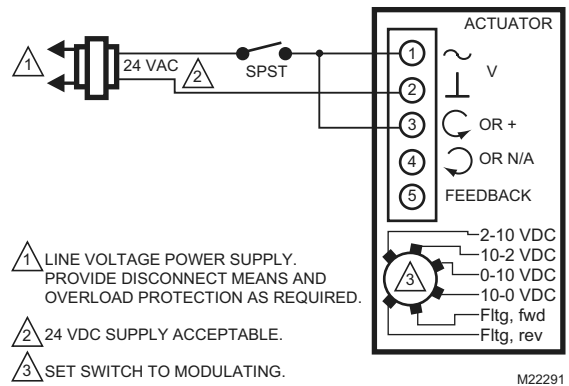 ACTUATOR
1
24 VAC
2
SPST
1
V
2
3
OR +
4
OR N/A
5
FEEDBACK
2-10 VDC
10-2 VDC
0-10 VDC
10-0 VDC
Fltg, fwd
Fltg, rev
3
1 LINE VOLTAGE POWER SUPPLY.
PROVIDE DISCONNECT MEANS AND
OVERLOAD PROTECTION AS REQUIRED.
2 24 VDC SUPPLY ACCEPTABLE.
3 SET SWITCH TO MODULATING.
M22291